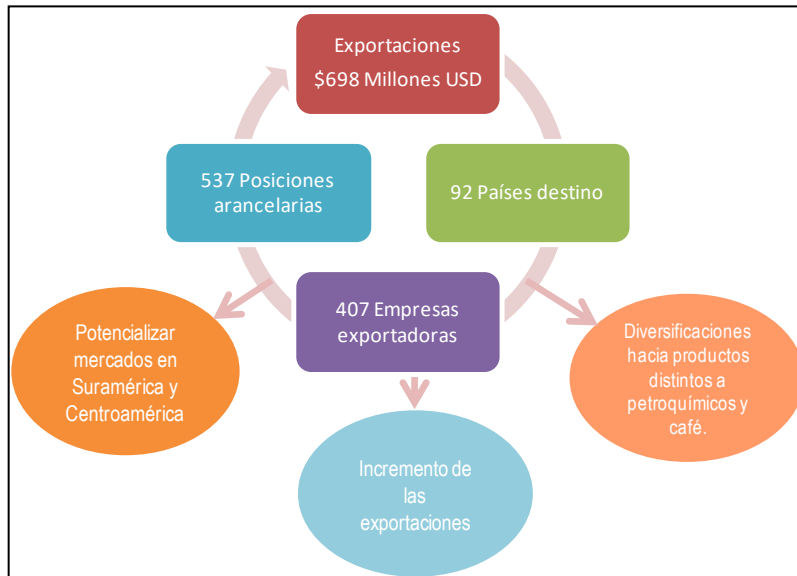 Exportaciones
$698 Millones USD
537 Posiciones
arancelarias
92 Países destino
407 Empresas
exportadoras
Potencializar
mercados en
Suramérica y
Centroamérica
Diversificaciones
hacia productos
distintos a
petroquímicos y
café.
Incremento de
las
exportaciones